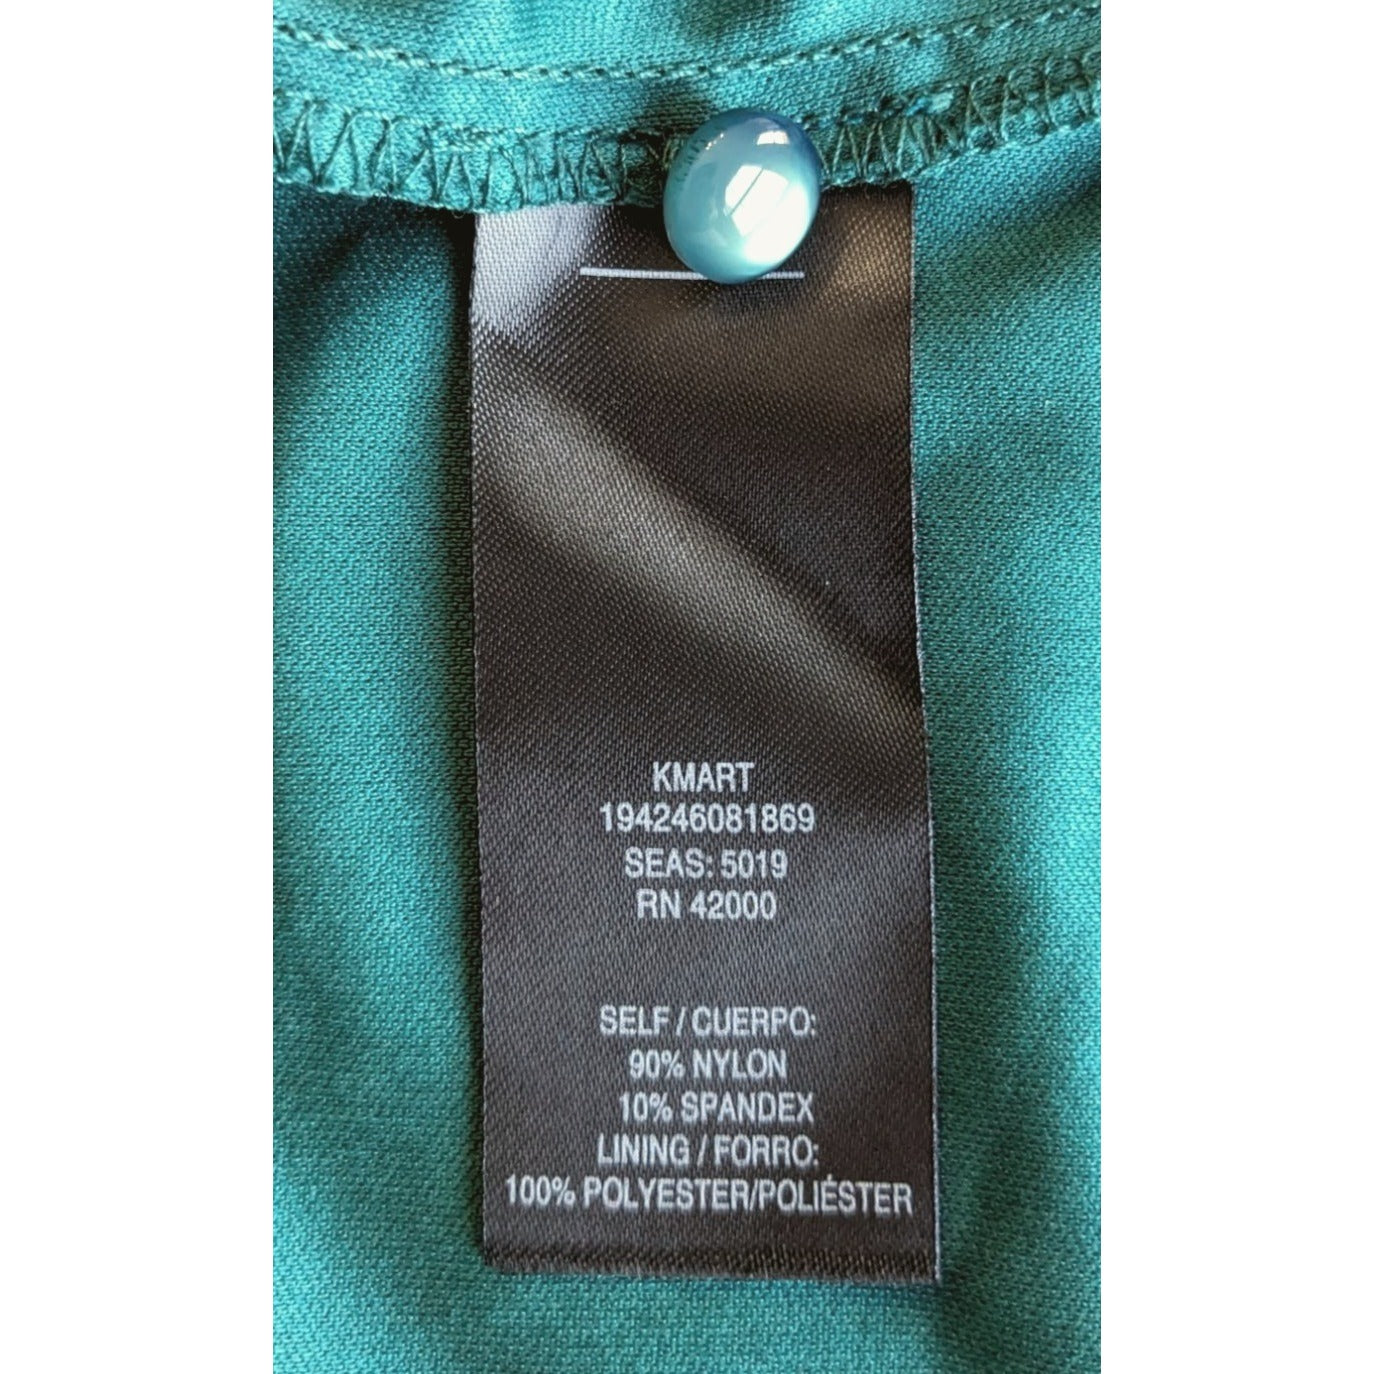 KMART
194246081869
SEAS: 5019
RN 42000
SELF / CUERPO:
90% NYLON
10% SPANDEX
LINING / FORRO:
100% POLYESTER/POLIÉSTER